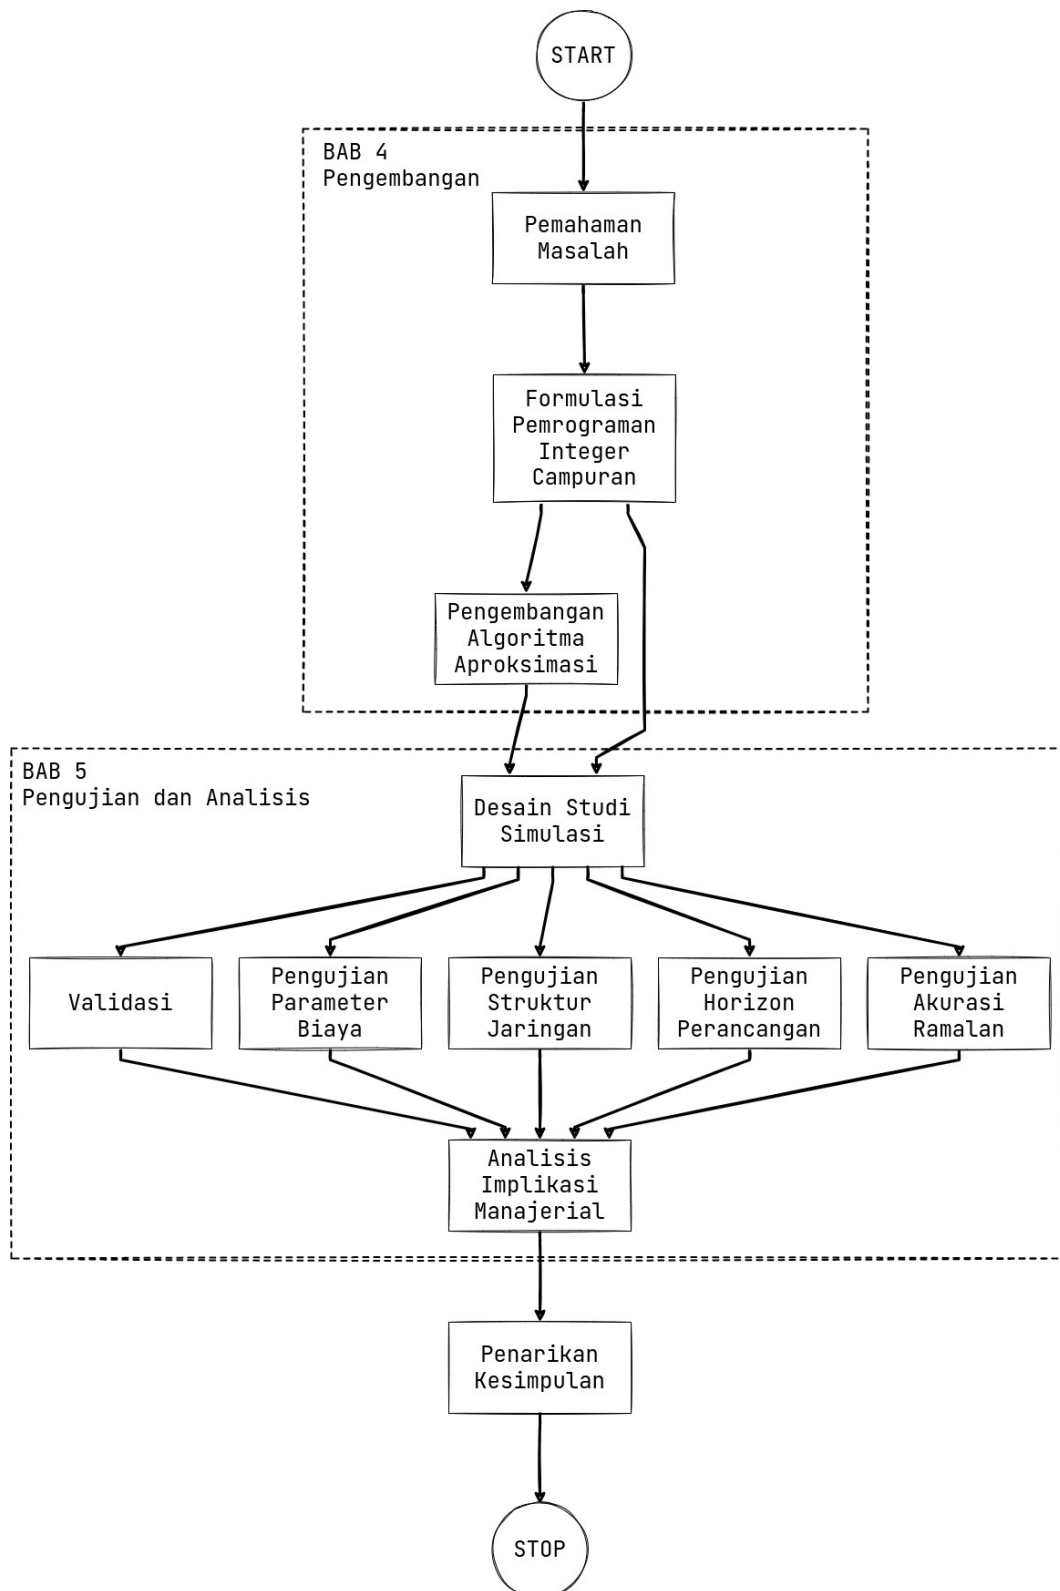 START
BAB 4
Pengembangan
Pemahaman
Masalah
Formulasi
Pemrograman
Integer
Campuran
Pengembangan
Algoritma
Aproksimasi
BAB 5
Pengujian dan Analisis
Desain Studi
Simulasi
Validasi
Pengujian
Parameter
Biaya
Pengujian
Struktur
Jaringan
Pengujian
Horizon
Perancangan
Pengujian
Akurasi
Ramalan
Analisis
Implikasi
Manajerial
Penarikan
Kesimpulan
STOP